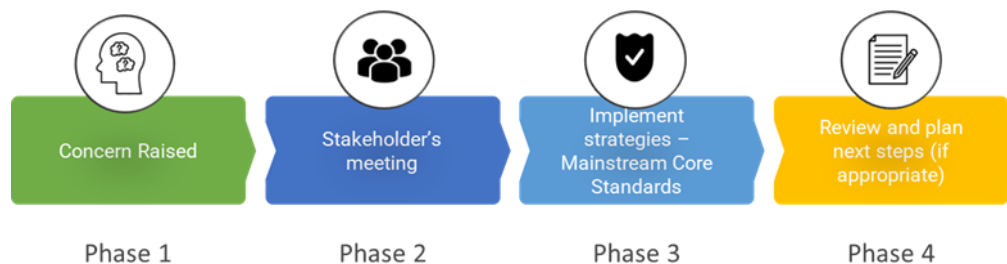 Concern Raised
Stakeholder's
meeting
Implement
strategies –
Mainstream Core
Standards
Review and plan
next steps (if
appropriate)
Phase 1
Phase 2
Phase 3
Phase 4